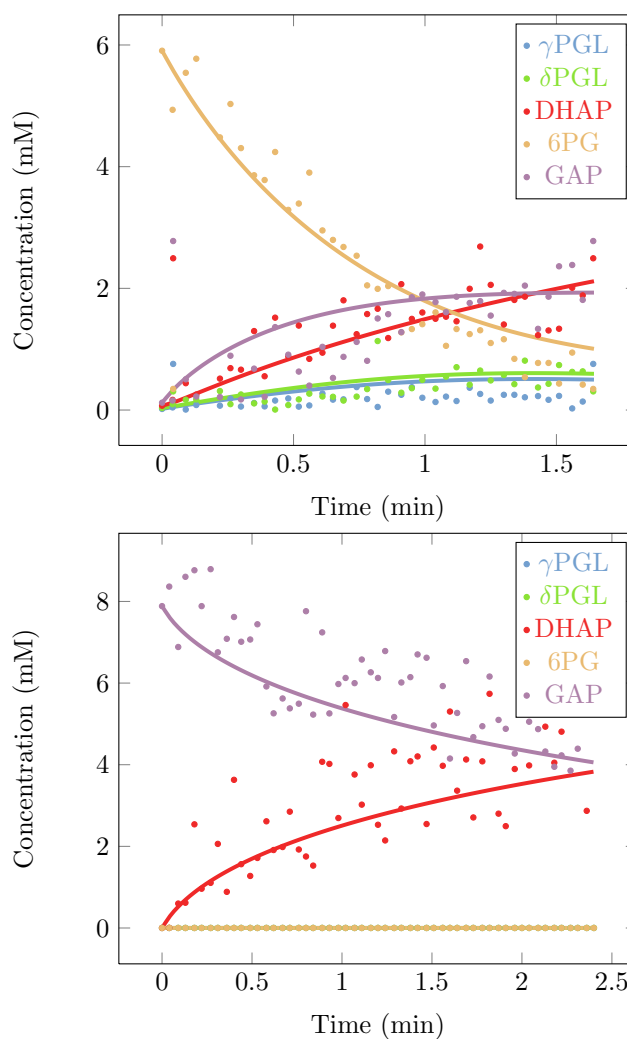 6
4
2
0
Concentration (mM)
γPGL
δPGL
DHAP
6PG
GAP
0 0.5 1 1.5
Time (min)
8
6
4
2
0
Concentration (mM)
γPGL
δPGL
DHAP
6PG
GAP
0 0.5 1 1.5 2 2.5
Time (min)